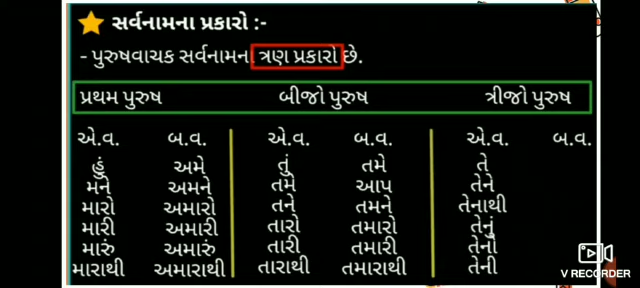 સર્વનામના પ્રકારો :-
- પુરુષવાચક સર્વનામના ત્રણ પ્રકારો છે.
પ્રથમ પુરુષ બીજો પુરુષ ત્રીજો પુરુષ
એ.વ. બ.વ. એ.વ. બ.વ. એ.વ. બ.વ.
હું અમે તું તમે તે
મને અમને તમે આપ તેને
મારો અમારો તને તમને તેનાથી
મારી અમારી તારો તમારો તેનું
મારું અમારું તારી તમારી તેનો
મારાથી અમારાથી તારાથી તમારાથી તેની
V RECORDER